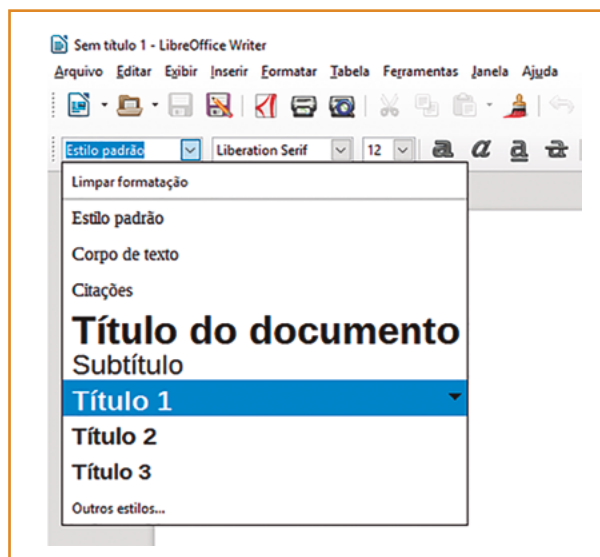 Sem título 1 - LibreOffice Writer
Arquivo Editar Exibir Inserir Formatar Tabela Ferramentas Janela Ajuda
Estilo padrão Liberation Serif 12 a a a a
Limpar formatação
Estilo padrão
Corpo de texto
Citações
Título do documento
Subtítulo
Título 1
Título 2
Título 3
Outros estilos...